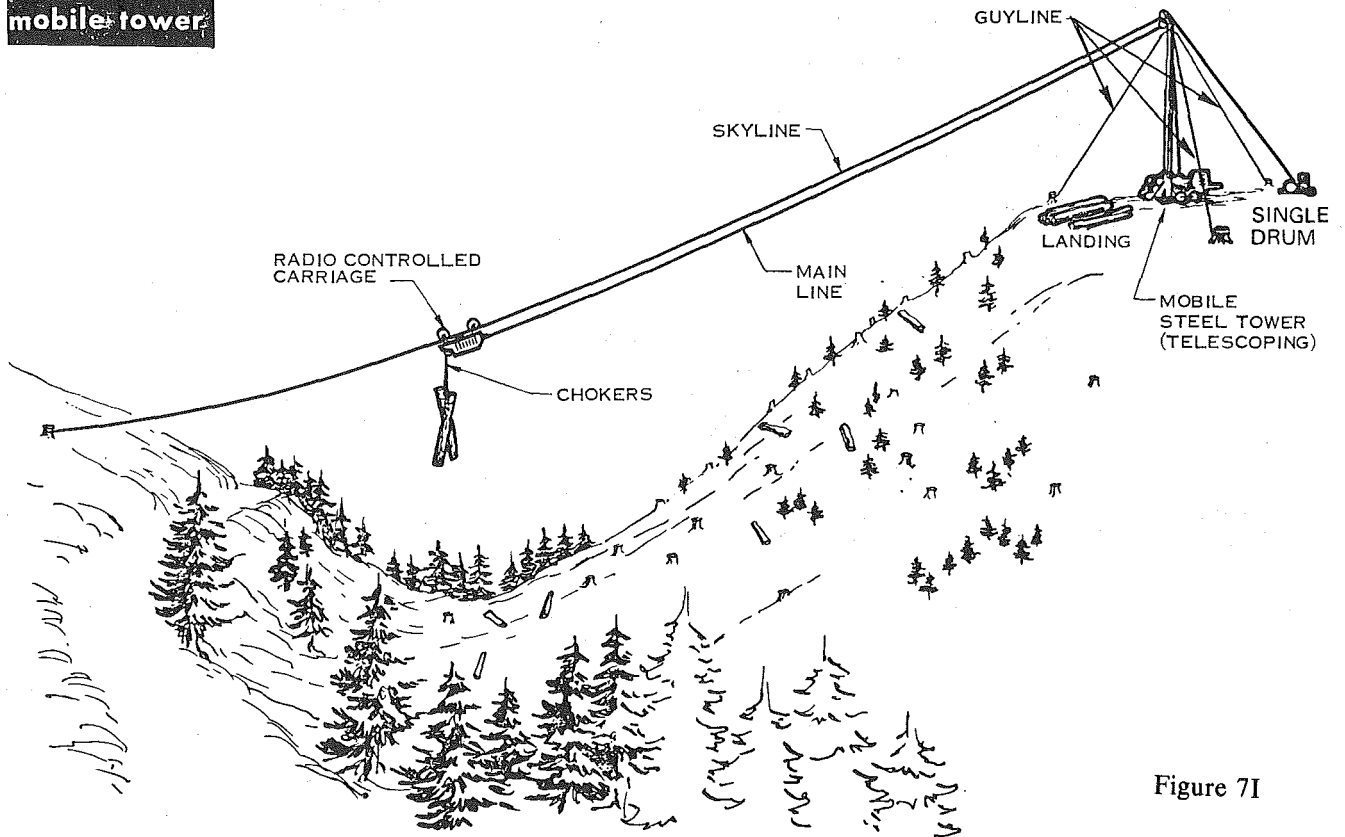 mobile tower
GUYLINE
SKYLINE
SINGLE
DRUM
LANDING
RADIO CONTROLLED
CARRIAGE
MAIN
LINE
MOBILE
STEEL TOWER
(TELESCOPING)
CHOKERS
Figure 7I